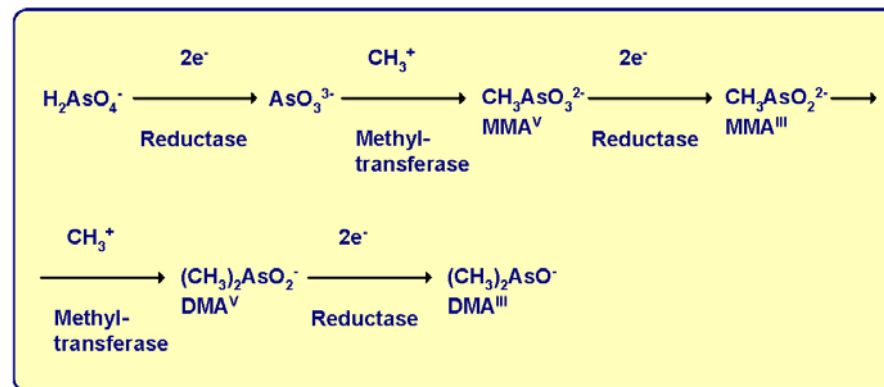 2e⁻ CH₃⁺ 2e⁻
H₂AsO₄⁻ AsO₃³⁻ CH₃AsO₃²⁻ CH₃AsO₂²⁻
MMAⱽ MMAᴵᴵᴵ
Reductase Methyl- Reductase
transferase
CH₃⁺ 2e⁻
(CH₃)₂AsO₂⁻ (CH₃)₂AsO⁻
DMAⱽ DMAᴵᴵᴵ
Methyl- Reductase
transferase